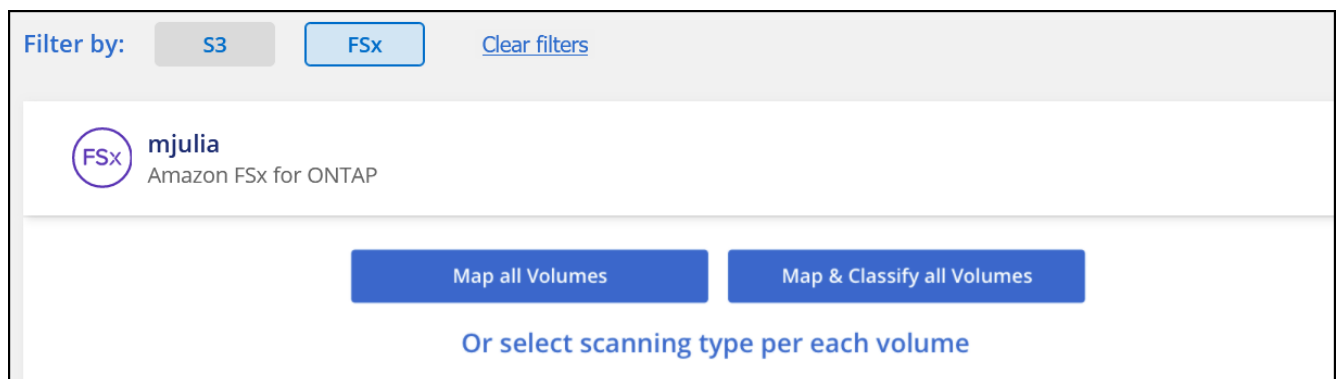 Filter by: S3 FSx Clear filters
FSx mjulia
Amazon FSx for ONTAP
Map all Volumes Map & Classify all Volumes
Or select scanning type per each volume